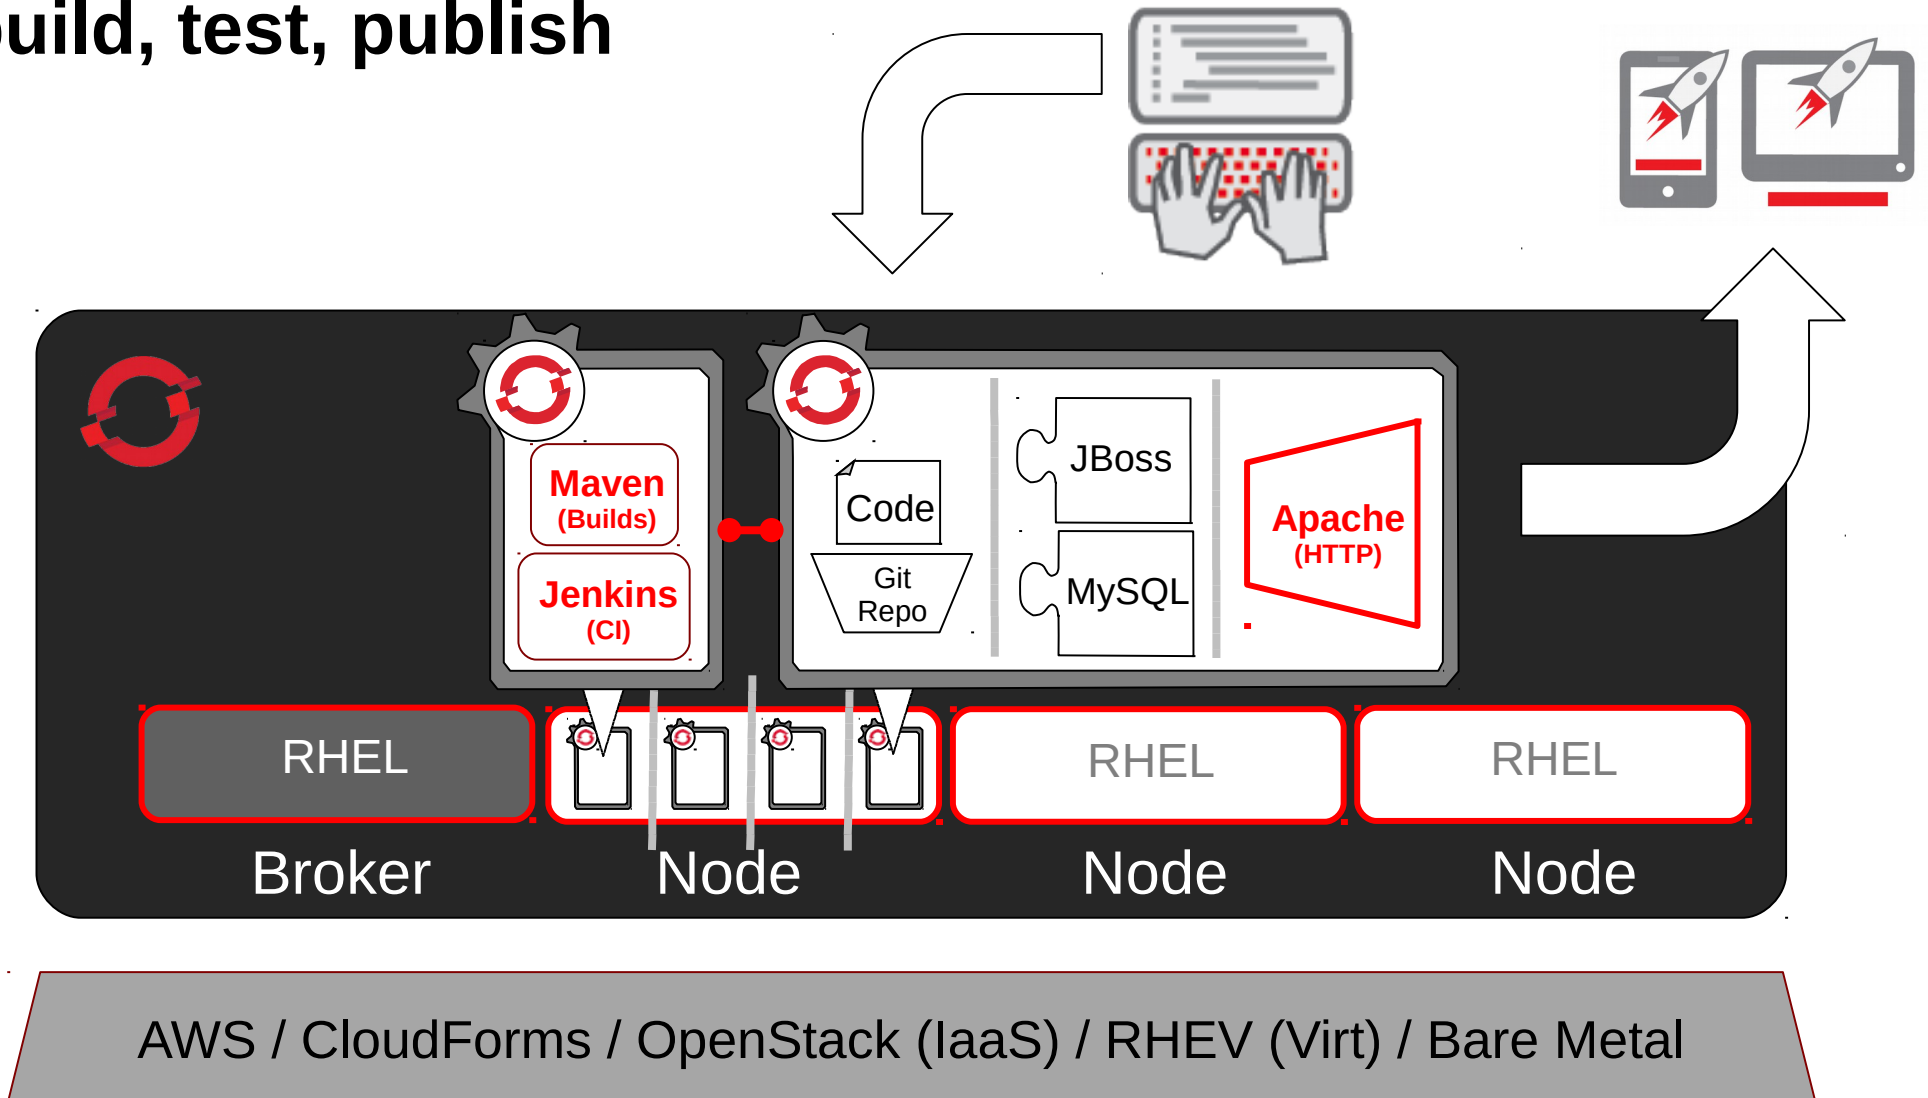 build, test, publish
Maven
(Builds)
Jenkins
(CI)
Code
Git
Repo
JBoss
MySQL
Apache
(HTTP)
RHEL
RHEL
RHEL
Broker
Node
Node
Node
AWS / CloudForms / OpenStack (IaaS) / RHEV (Virt) / Bare Metal